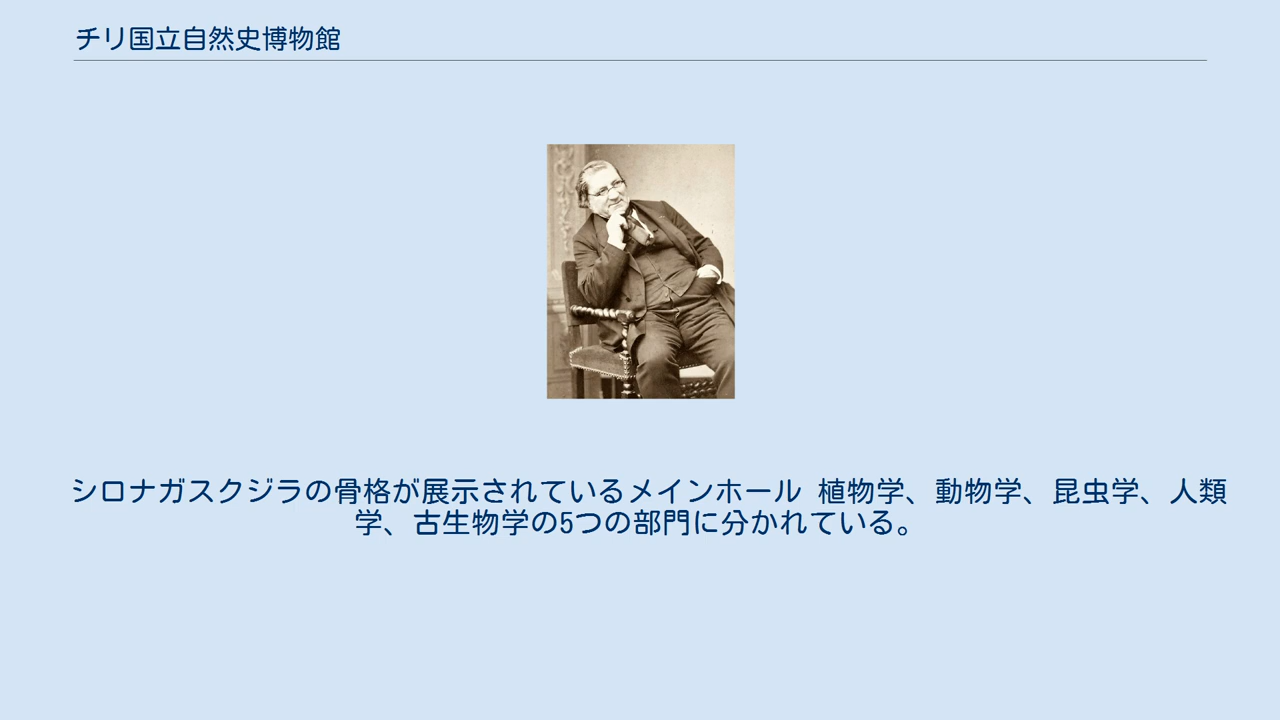 チリ国立自然史博物館
シロナガスクジラの骨格が展示されているメインホール 植物学、動物学、昆虫学、人類
学、古生物学の5つの部門に分かれている。